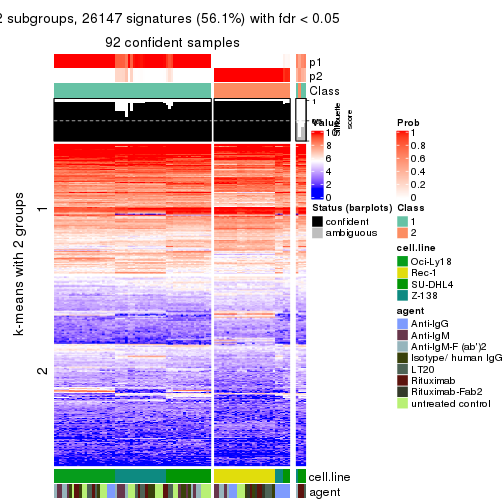 2 subgroups, 26147 signatures (56.1%) with fdr < 0.05
92 confident samples
p1
p2
Class
1
Silhouette
score
k-means with 2 groups
1
2
cell.line
agent
Value
10
8
6
4
2
0
Prob
1
0.8
0.6
0.4
0.2
0
Status (barplots)
confident
ambiguous
Class
1
2
cell.line
Oci-Ly18
Rec-1
SU-DHL4
Z-138
agent
Anti-IgG
Anti-IgM
Anti-IgM-F (ab')2
Isotype/ human IgG
LT20
Rituximab
Rituximab-Fab2
untreated control